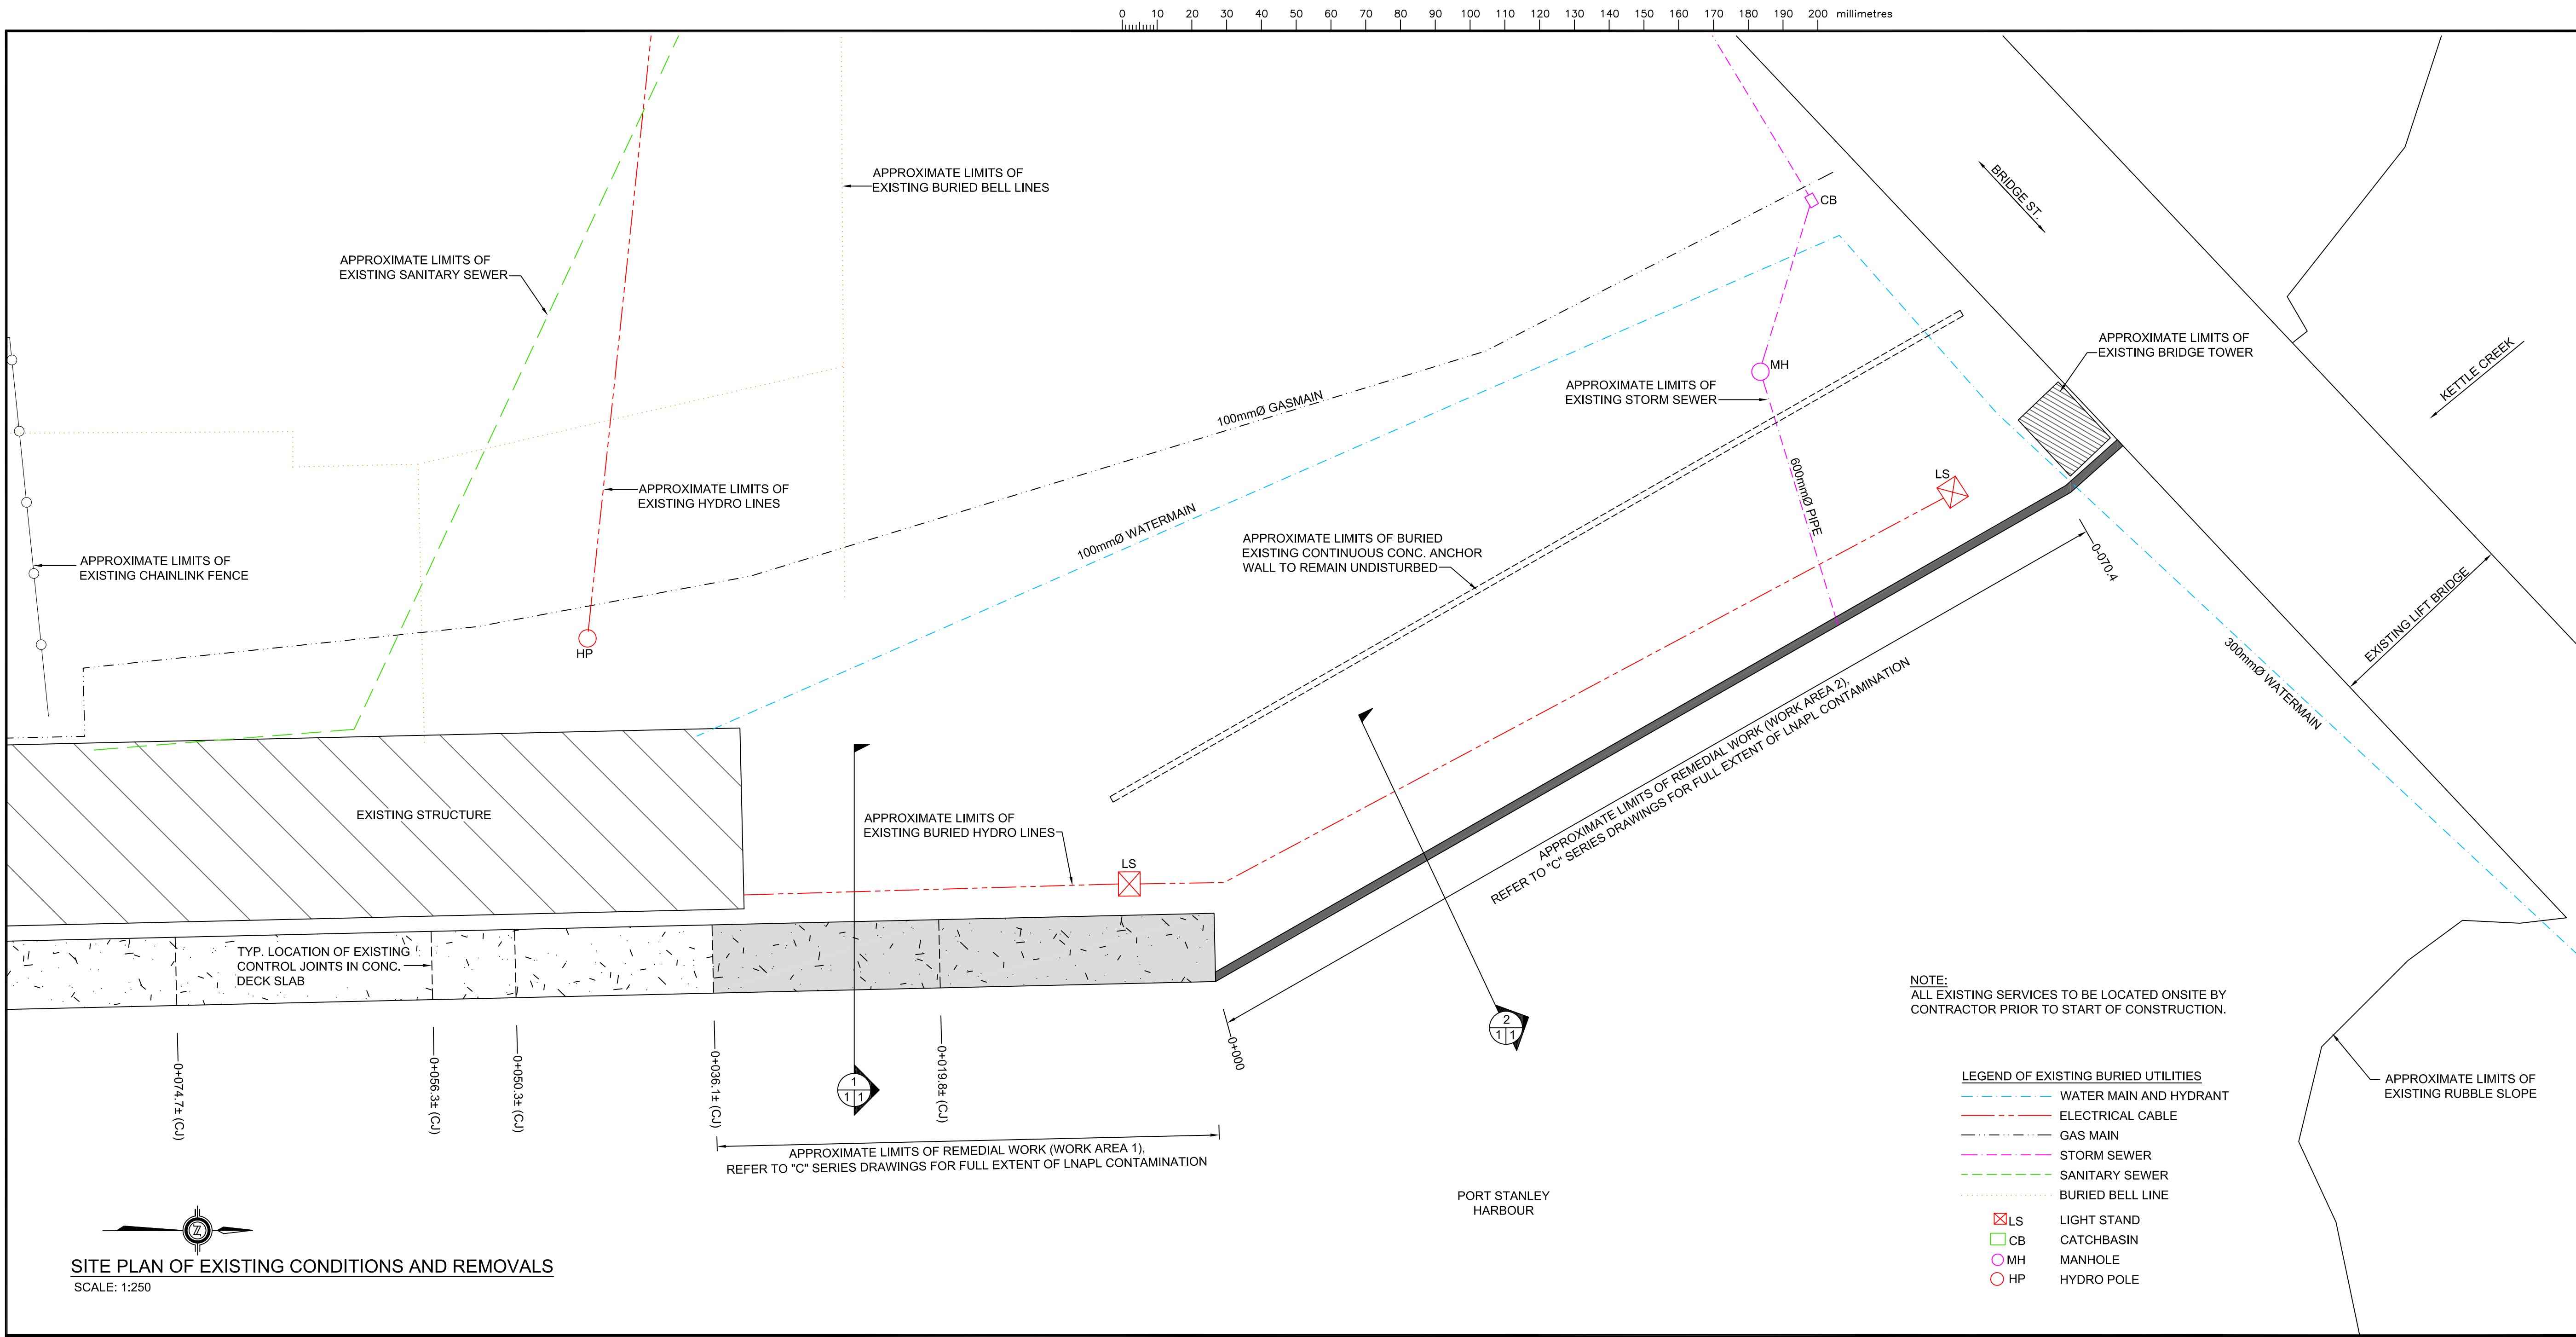 0 10 20 30 40 50 60 70 80 90 100 110 120 130 140 150 160 170 180 190 200 millimetres
APPROXIMATE LIMITS OF
EXISTING BURIED BELL LINES
BRIDGE ST.
CB
APPROXIMATE LIMITS OF
EXISTING SANITARY SEWER
APPROXIMATE LIMITS OF
EXISTING BRIDGE TOWER
KETTLE CREEK
MH
APPROXIMATE LIMITS OF
EXISTING STORM SEWER
100mmØ GASMAIN
APPROXIMATE LIMITS OF
EXISTING HYDRO LINES
LS
600mmØ PIPE
100mmØ WATERMAIN
APPROXIMATE LIMITS OF BURIED
EXISTING CONTINUOUS CONC. ANCHOR
WALL TO REMAIN UNDISTURBED
APPROXIMATE LIMITS OF
EXISTING CHAINLINK FENCE
0-070.4
EXISTING LIFT BRIDGE
HP
300mmØ WATERMAIN
APPROXIMATE LIMITS OF REMEDIAL WORK (WORK AREA 2),
REFER TO "C" SERIES DRAWINGS FOR FULL EXTENT OF LNAPL CONTAMINATION
EXISTING STRUCTURE
APPROXIMATE LIMITS OF
EXISTING BURIED HYDRO LINES
LS
TYP. LOCATION OF EXISTING
CONTROL JOINTS IN CONC.
DECK SLAB
NOTE:
ALL EXISTING SERVICES TO BE LOCATED ONSITE BY
CONTRACTOR PRIOR TO START OF CONSTRUCTION.
2
1 1
0+074.7± (CJ)
0+056.3± (CJ)
0+050.3± (CJ)
0+036.1± (CJ)
1
1 1
0+019.8± (CJ)
0+000
APPROXIMATE LIMITS OF REMEDIAL WORK (WORK AREA 1),
REFER TO "C" SERIES DRAWINGS FOR FULL EXTENT OF LNAPL CONTAMINATION
LEGEND OF EXISTING BURIED UTILITIES
WATER MAIN AND HYDRANT
ELECTRICAL CABLE
GAS MAIN
STORM SEWER
SANITARY SEWER
BURIED BELL LINE
LS LIGHT STAND
CB CATCHBASIN
MH MANHOLE
HP HYDRO POLE
APPROXIMATE LIMITS OF
EXISTING RUBBLE SLOPE
PORT STANLEY
HARBOUR
N
SITE PLAN OF EXISTING CONDITIONS AND REMOVALS
SCALE: 1:250